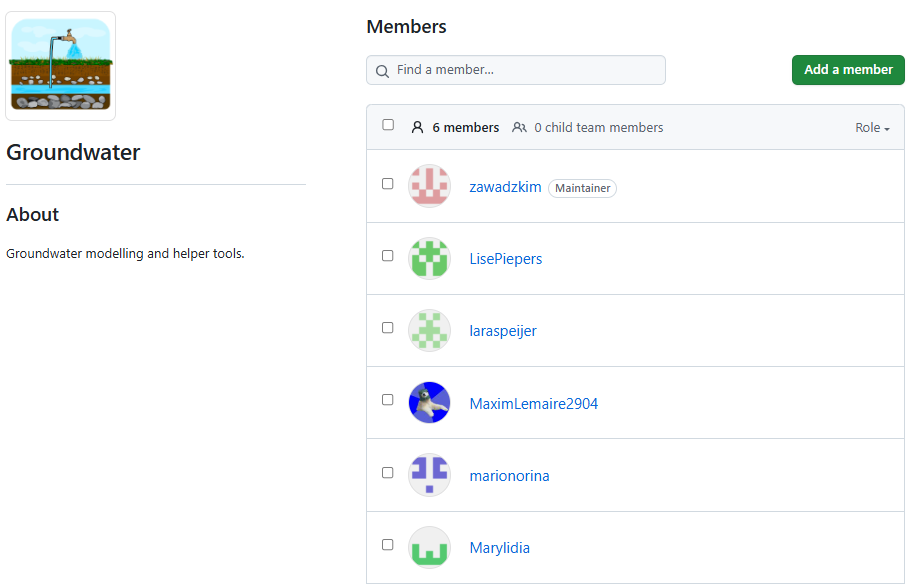 Groundwater
About
Groundwater modelling and helper tools.
Members
Find a member...
Add a member
6 members 0 child team members Role
zawadzkim Maintainer
LisePiepers
laraspeijer
MaximLemaire2904
marionorina
Marylidia